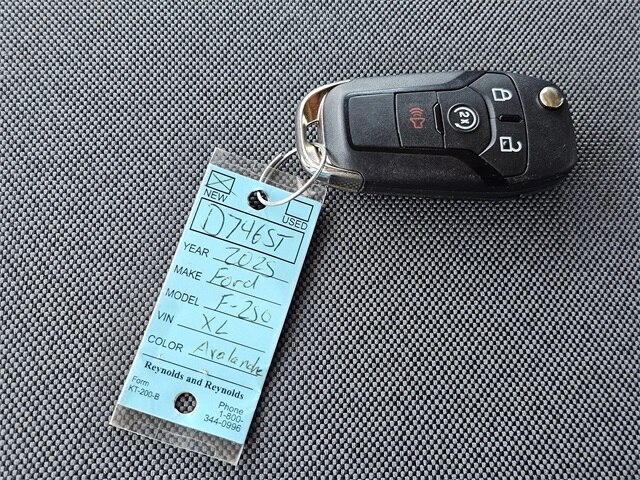 2x
NEW
USED
D746ST
YEAR 2025
MAKE Ford
MODEL F-250
VIN XL
COLOR Avalanche
Reynolds and Reynolds
Form
KT-200-B
Phone
1-800-
344-0996